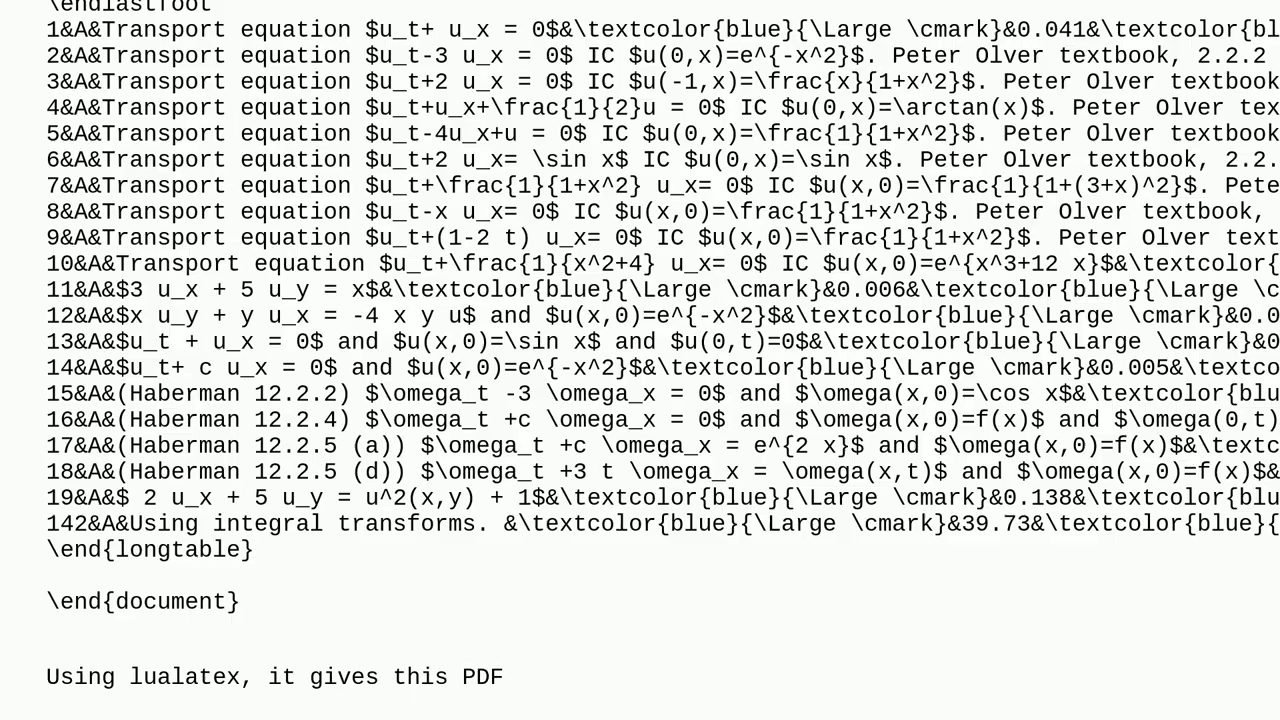 \endlastfoot
1&A&Transport equation $u_t+ u_x = 0$&\textcolor{blue}{\Large \cmark}&0.041&\textcolor{bl
2&A&Transport equation $u_t-3 u_x = 0$ IC $u(0,x)=e^{-x^2}$. Peter Olver textbook, 2.2.2
3&A&Transport equation $u_t+2 u_x = 0$ IC $u(-1,x)=\frac{x}{1+x^2}$. Peter Olver textbook
4&A&Transport equation $u_t+u_x+\frac{1}{2}u = 0$ IC $u(0,x)=\arctan(x)$. Peter Olver tex
5&A&Transport equation $u_t-4u_x+u = 0$ IC $u(0,x)=\frac{1}{1+x^2}$. Peter Olver textbook
6&A&Transport equation $u_t+2 u_x= \sin x$ IC $u(0,x)=\sin x$. Peter Olver textbook, 2.2.
7&A&Transport equation $u_t+\frac{1}{1+x^2} u_x= 0$ IC $u(x,0)=\frac{1}{1+(3+x)^2}$. Pete
8&A&Transport equation $u_t-x u_x= 0$ IC $u(x,0)=\frac{1}{1+x^2}$. Peter Olver textbook,
9&A&Transport equation $u_t+(1-2 t) u_x= 0$ IC $u(x,0)=\frac{1}{1+x^2}$. Peter Olver text
10&A&Transport equation $u_t+\frac{1}{x^2+4} u_x= 0$ IC $u(x,0)=e^{x^3+12 x}$&\textcolor{
11&A&$3 u_x + 5 u_y = x$&\textcolor{blue}{\Large \cmark}&0.006&\textcolor{blue}{\Large \c
12&A&$x u_y + y u_x = -4 x y u$ and $u(x,0)=e^{-x^2}$&\textcolor{blue}{\Large \cmark}&0.0
13&A&$u_t + u_x = 0$ and $u(x,0)=\sin x$ and $u(0,t)=0$&\textcolor{blue}{\Large \cmark}&0
14&A&$u_t+ c u_x = 0$ and $u(x,0)=e^{-x^2}$&\textcolor{blue}{\Large \cmark}&0.005&\textco
15&A&(Haberman 12.2.2) $\omega_t -3 \omega_x = 0$ and $\omega(x,0)=\cos x$&\textcolor{blu
16&A&(Haberman 12.2.4) $\omega_t +c \omega_x = 0$ and $\omega(x,0)=f(x)$ and $\omega(0,t)
17&A&(Haberman 12.2.5 (a)) $\omega_t +c \omega_x = e^{2 x}$ and $\omega(x,0)=f(x)$&\textc
18&A&(Haberman 12.2.5 (d)) $\omega_t +3 t \omega_x = \omega(x,t)$ and $\omega(x,0)=f(x)$&
19&A&$ 2 u_x + 5 u_y = u^2(x,y) + 1$&\textcolor{blue}{\Large \cmark}&0.138&\textcolor{blu
142&A&Using integral transforms. &\textcolor{blue}{\Large \cmark}&39.73&\textcolor{blue}{
\end{longtable}
\end{document}
Using lualatex, it gives this PDF